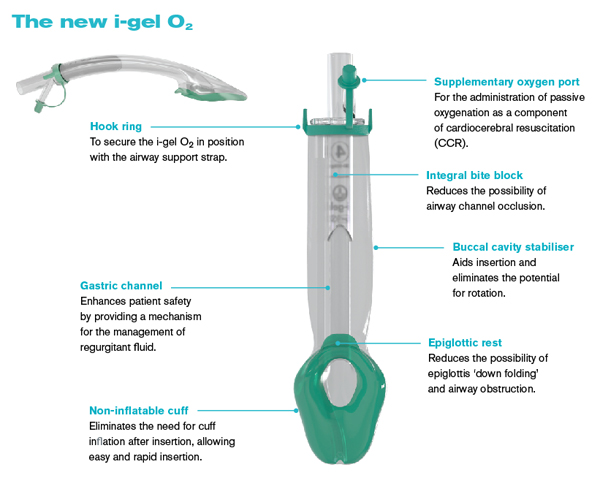 The new i-gel O₂
Supplementary oxygen port
For the administration of passive
oxygenation as a component
of cardiocerebral resuscitation
(CCR).
Hook ring
To secure the i-gel O₂ in position
with the airway support strap.
Integral bite block
Reduces the possibility of
airway channel occlusion.
Buccal cavity stabiliser
Aids insertion and
eliminates the potential
for rotation.
Gastric channel
Enhances patient safety
by providing a mechanism
for the management of
regurgitant fluid.
Epiglottic rest
Reduces the possibility of
epiglottis ‘down folding’
and airway obstruction.
Non-inflatable cuff
Eliminates the need for cuff
inflation after insertion, allowing
easy and rapid insertion.
4